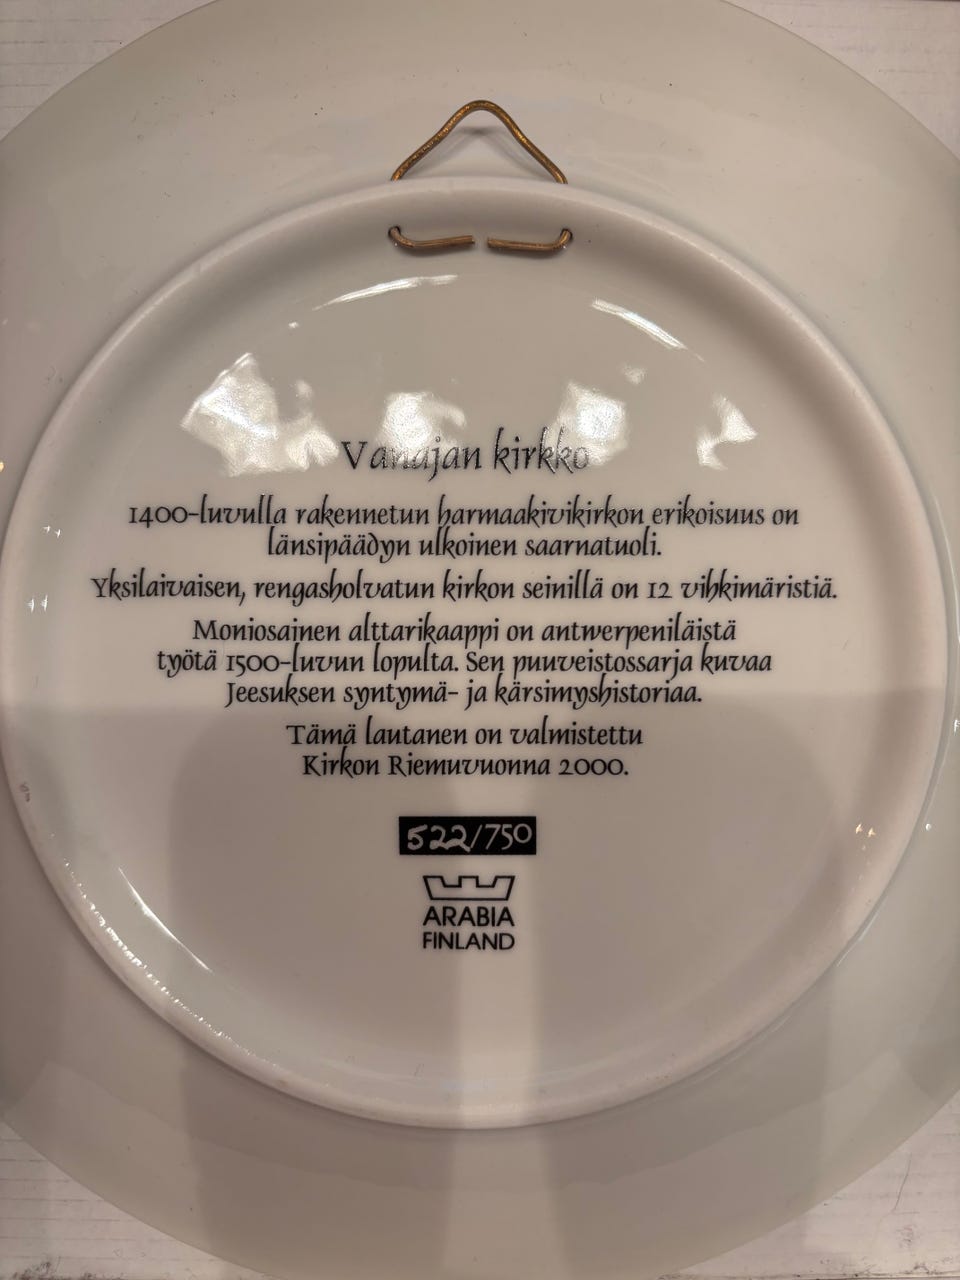 Vanajan kirkko
1400-luvulla rakennetun harmaakivikirkon erikoisuus on
länsipäädyn ulkoinen saarnatuoli.
Yksilaivaisen, rengasholvatun kirkon seinillä on 12 vihkimäristiä.
Moniosainen alttarikaappi on antwerpeniläistä
työtä 1500-luvun lopulta. Sen puuveistossarja kuvaa
Jeesuksen syntymä- ja kärsimyshistoriaa.
Tämä lautanen on valmistettu
Kirkon Riemuvuonna 2000.
522/750
ARABIA
FINLAND